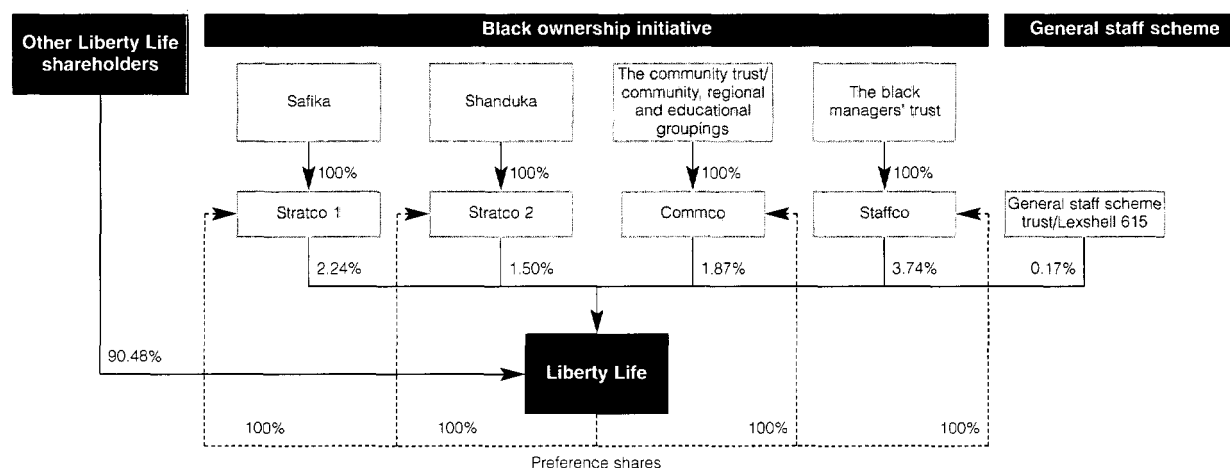 Other Liberty Life
shareholders
Black ownership initiative
General staff scheme
Safika
Shanduka
The community trust/
community, regional
and educational
groupings
The black
managers' trust
100%
100%
100%
100%
Stratco 1
Stratco 2
Commco
Staffco
General staff scheme
trust/Lexshell 615
2.24%
1.50%
1.87%
3.74%
0.17%
90.48%
Liberty Life
100%
100%
100%
100%
Preference shares